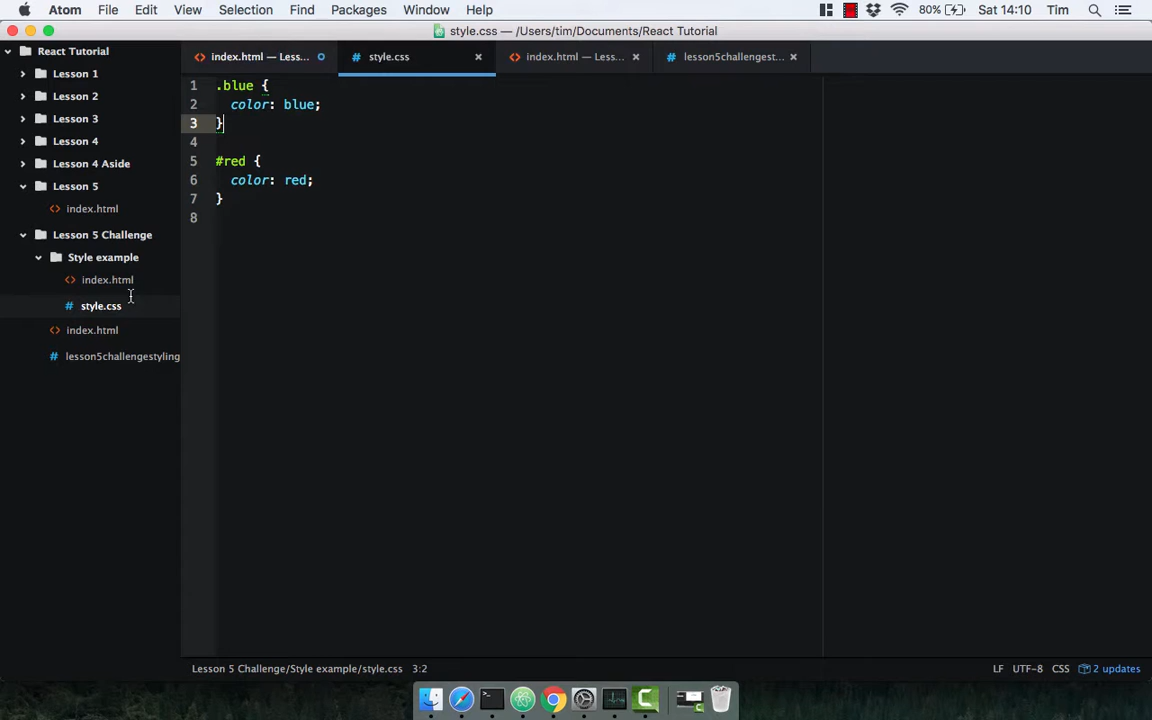 Atom File Edit View Selection Find Packages Window Help 80% Sat 14:10 Tim
style.css — /Users/tim/Documents/React Tutorial
React Tutorial
Lesson 1
Lesson 2
Lesson 3
Lesson 4
Lesson 4 Aside
Lesson 5
index.html
Lesson 5 Challenge
Style example
index.html
# style.css
index.html
# lesson5challengestyling
index.html — Less... # style.css index.html — Less... # lesson5challengest...
1 .blue {
2 color: blue;
3 }
4
5 #red {
6 color: red;
7 }
8
Lesson 5 Challenge/Style example/style.css 3:2 LF UTF-8 CSS 2 updates